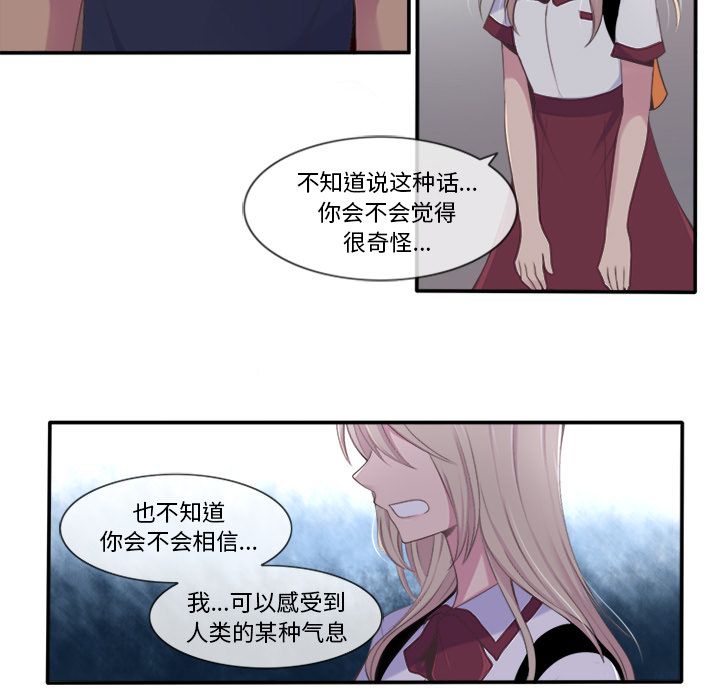 不知道说这种话...
你会不会觉得
很奇怪...
也不知道
你会不会相信...
我...可以感受到
人类的某种气息